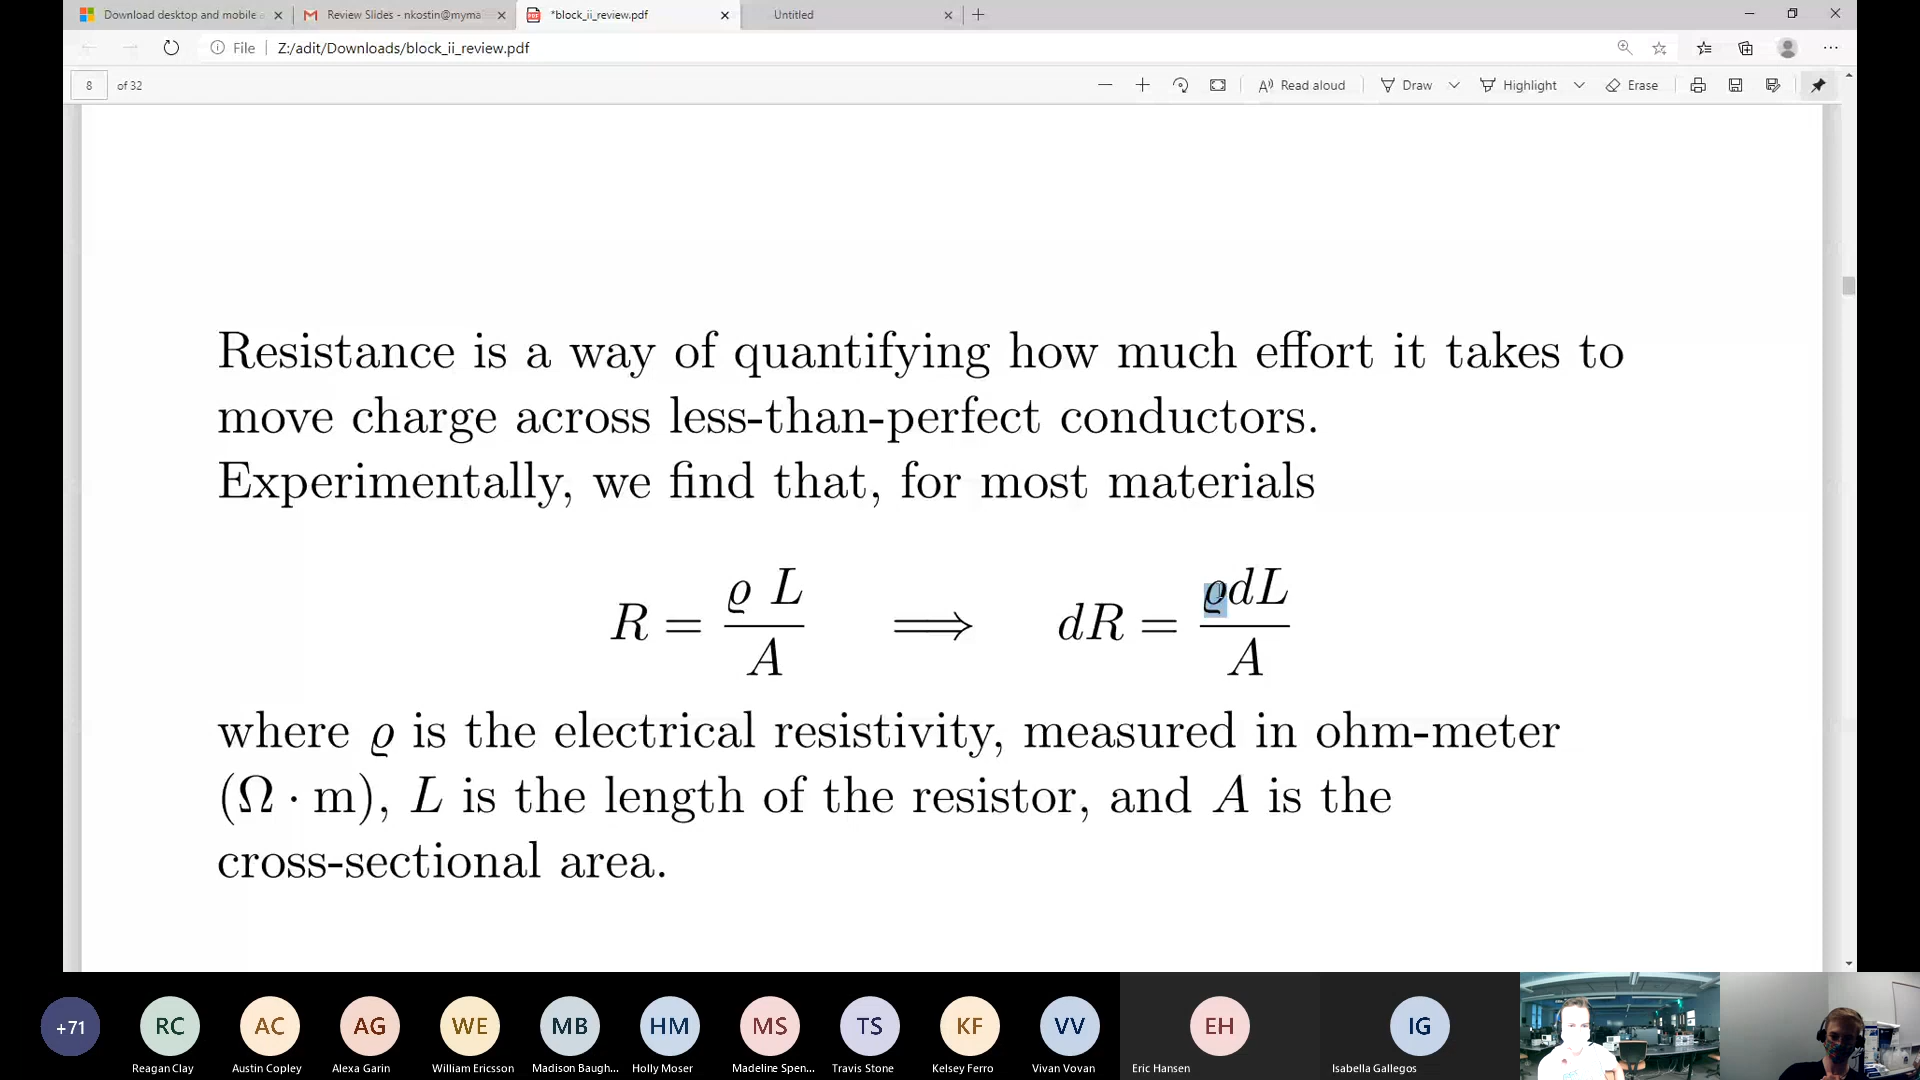 Download desktop and mobile
Review Slides - nkostin@myma
*block_ii_review.pdf
Untitled
File
Z:/adit/Downloads/block_ii_review.pdf
8 of 32
Read aloud
Draw
Highlight
Erase
Resistance is a way of quantifying how much effort it takes to
move charge across less-than-perfect conductors.
Experimentally, we find that, for most materials
R = ϱ L / A ⟹ dR = ϱdL / A
where ϱ is the electrical resistivity, measured in ohm-meter
(Ω · m), L is the length of the resistor, and A is the
cross-sectional area.
+71
RC AC AG WE MB HM MS TS KF VV EH IG
Reagan Clay Austin Copley Alexa Garin William Ericsson Madison Baugh... Holly Moser Madeline Spen... Travis Stone Kelsey Ferro Vivan Vovan Eric Hansen Isabella Gallegos